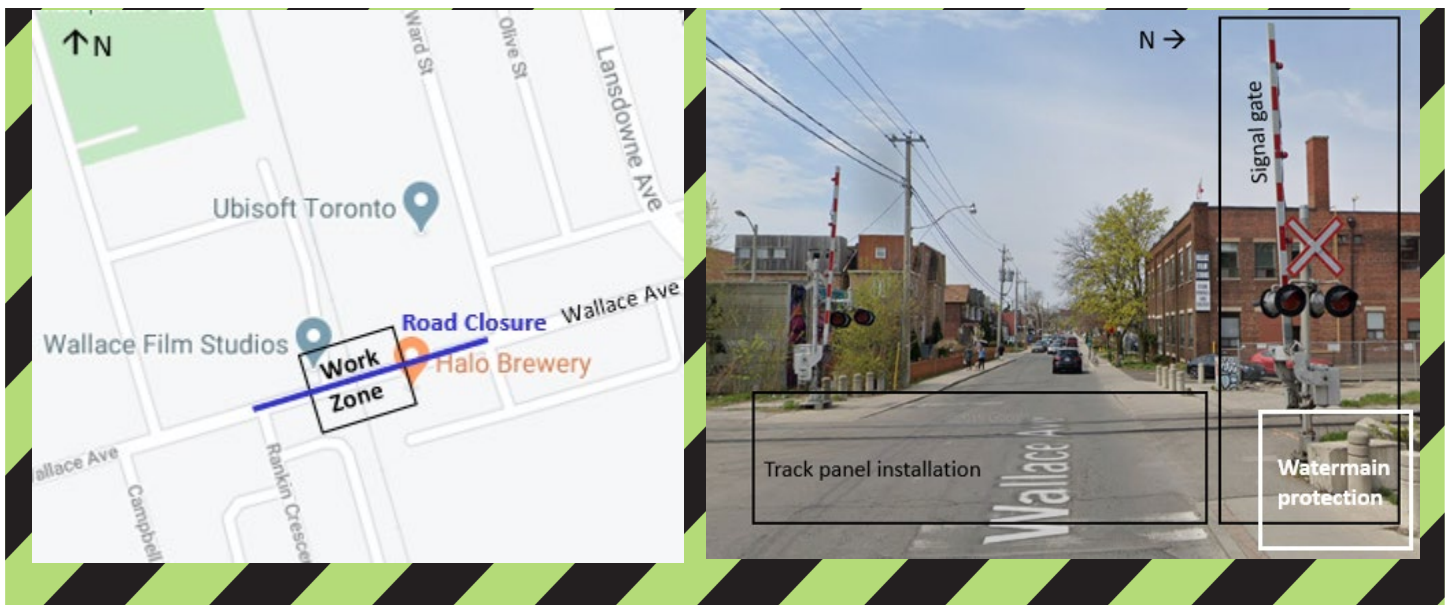 ↑N
Ward St
Olive St
Lansdowne Ave
Ubisoft Toronto
Wallace Ave
Road Closure
Wallace Film Studios
Halo Brewery
Work
Zone
allace Ave
Rankin Crescen
Campbell
N →
Signal gate
Track panel installation
Wallace Av
Watermain
protection